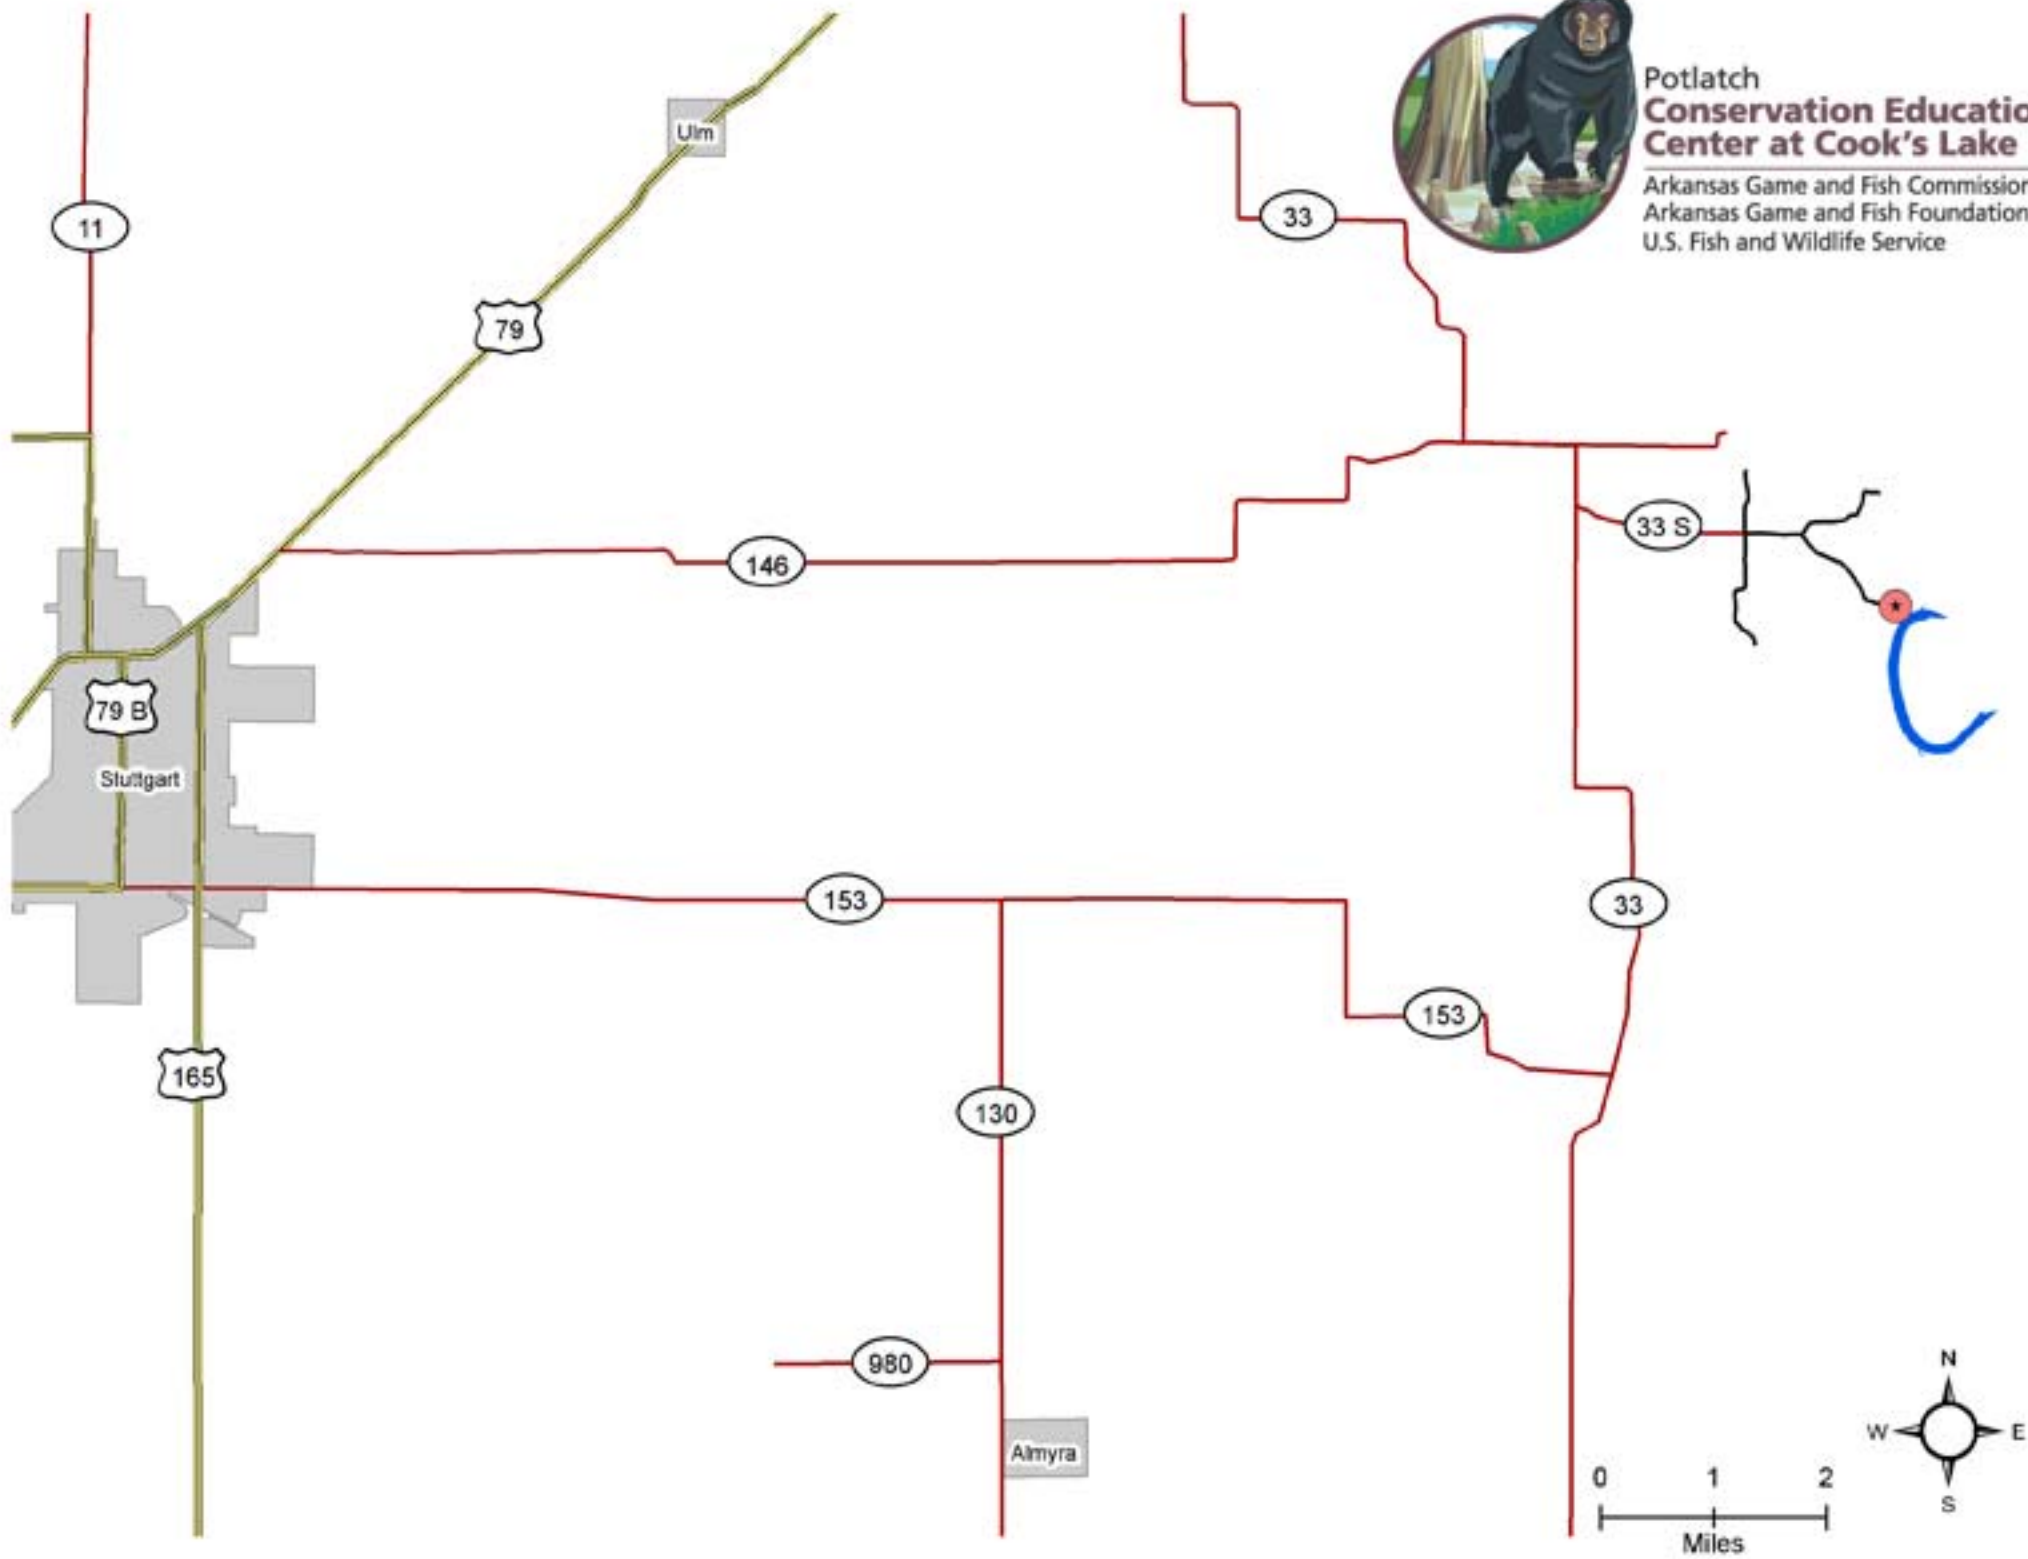 Potlatch
Conservation Educatio
Center at Cook's Lake
Arkansas Game and Fish Commission
Arkansas Game and Fish Foundation
U.S. Fish and Wildlife Service
Ulm
11
33
79
33 S
146
79 B
Stuttgart
153
33
153
165
130
980
Almyra
N
W E
S
0 1 2
Miles